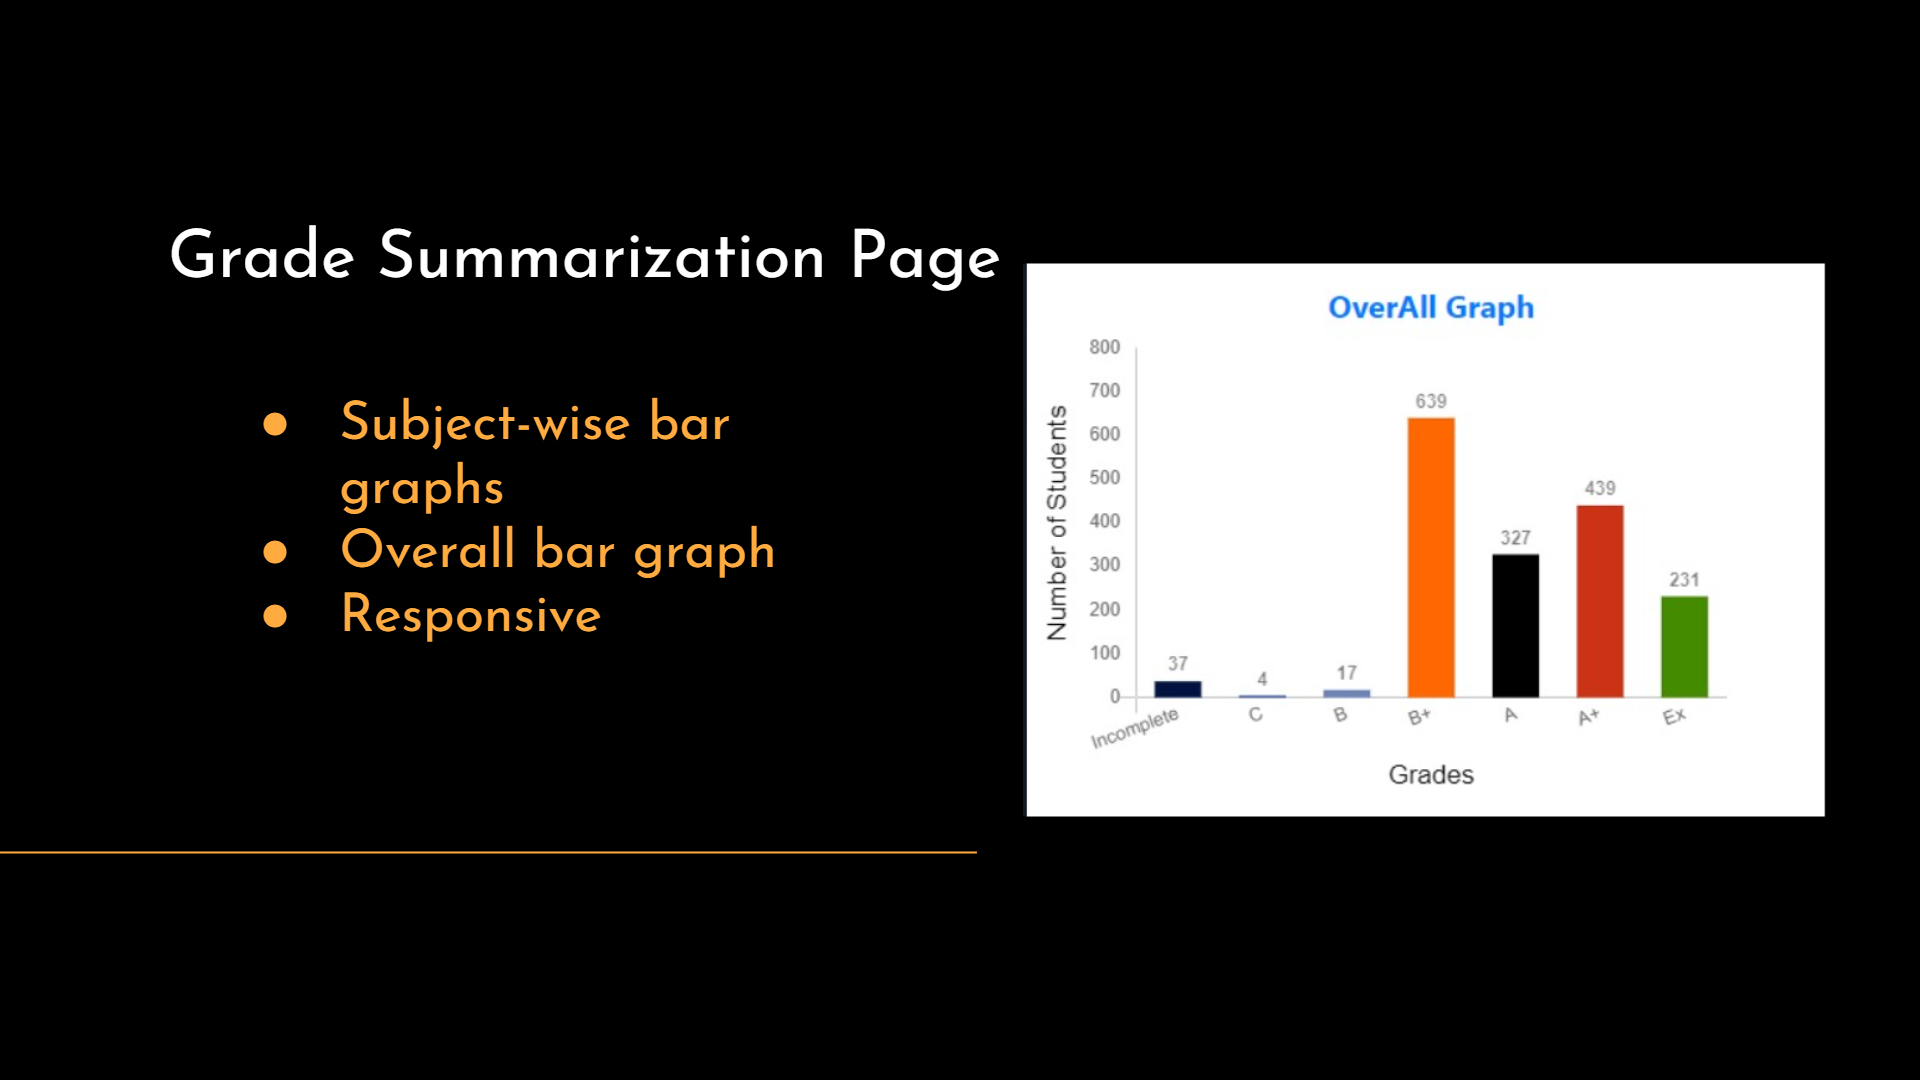 Grade Summarization Page
● Subject-wise bar
graphs
● Overall bar graph
● Responsive
OverAll Graph
Number of Students
800
700
600
500
400
300
200
100
0
37
4
17
639
327
439
231
Incomplete
C
B
B+
A
A+
Ex
Grades